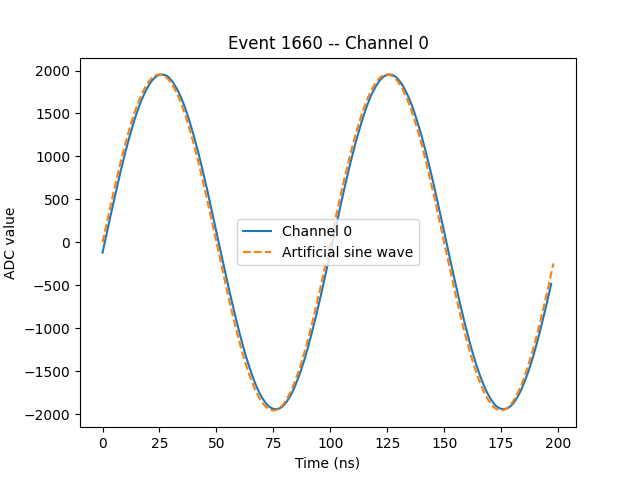 Event 1660 -- Channel 0
2000
1500
1000
500
0
−500
−1000
−1500
−2000
ADC value
Channel 0
Artificial sine wave
0 25 50 75 100 125 150 175 200
Time (ns)